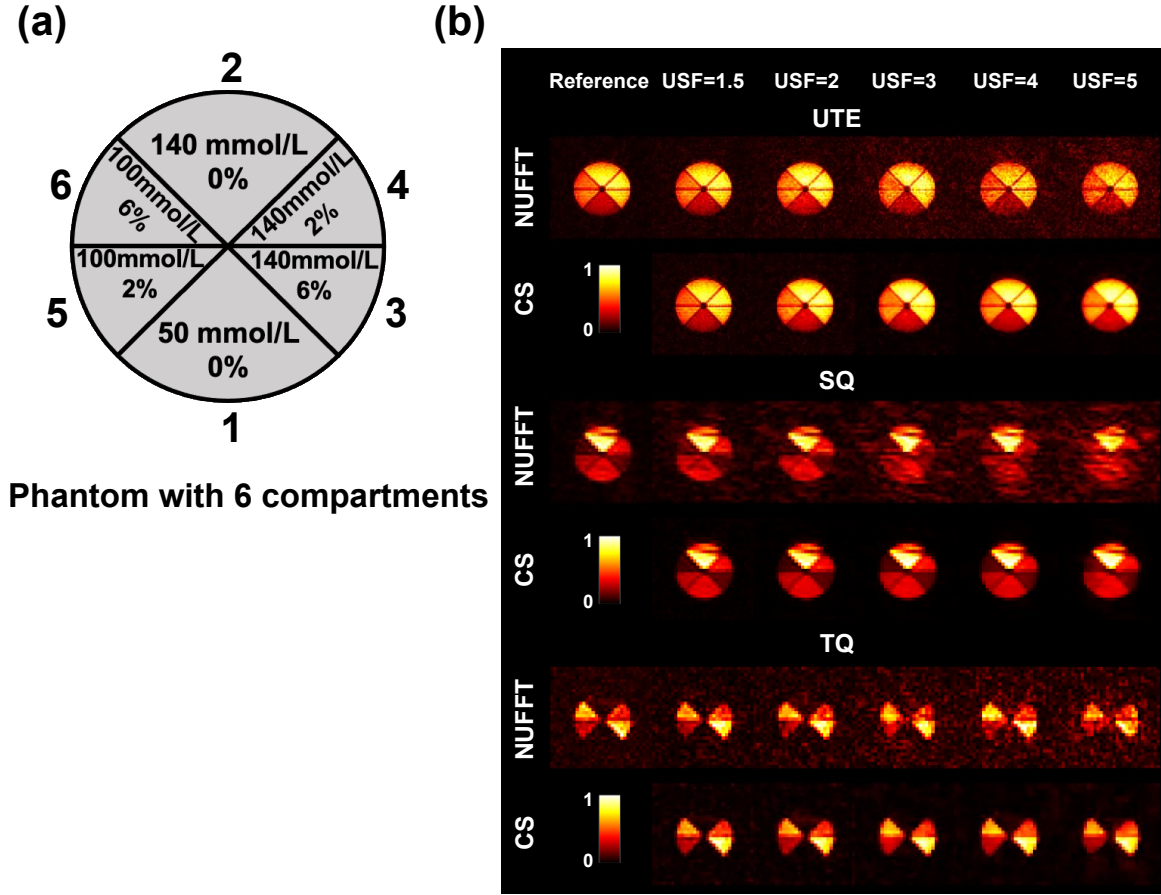 (a)
2
140 mmol/L
0%
6
100mmol/L
6%
4
140mmol/L
2%
100mmol/L
2%
5
140mmol/L
6%
3
50 mmol/L
0%
1
Phantom with 6 compartments
(b)
Reference USF=1.5 USF=2 USF=3 USF=4 USF=5
UTE
NUFFT
CS
1
0
SQ
NUFFT
CS
1
0
TQ
NUFFT
CS
1
0